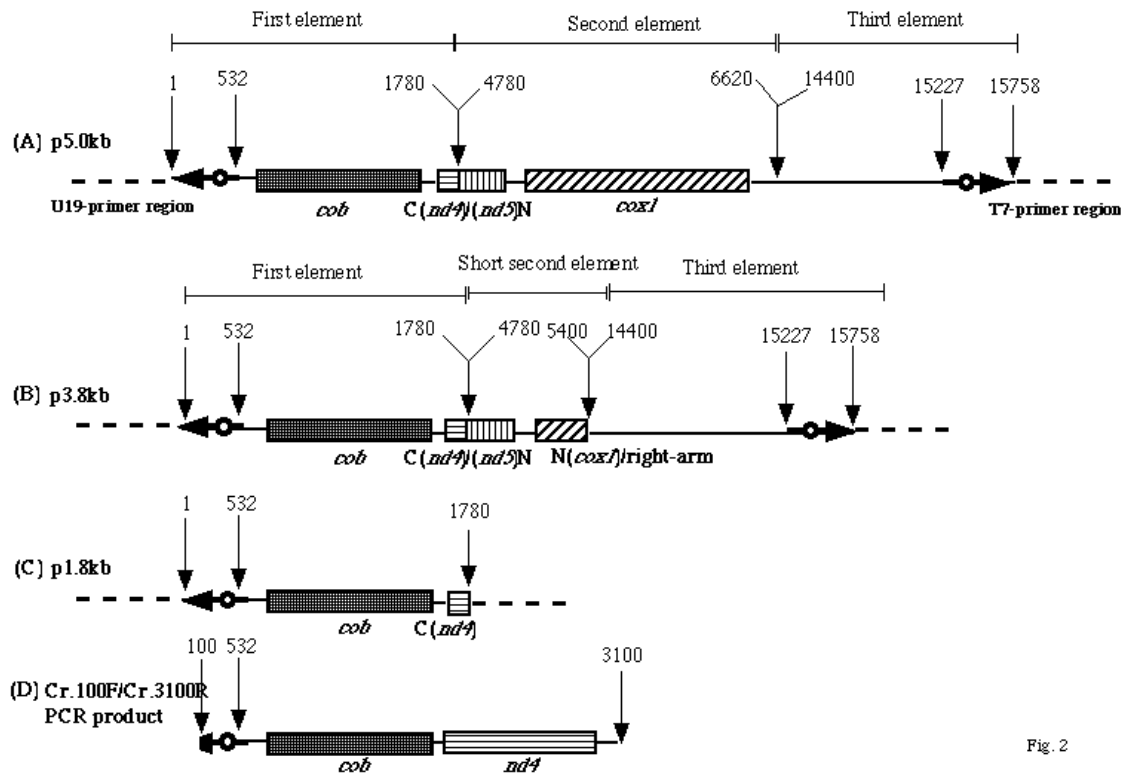 First element Second element Third element
1 532 1780 4780 6620 14400 15227 15758
(A) p5.0kb
U19-primer region cob C(nd4)/(nd5)N cox1 T7-primer region
First element Short second element Third element
1 532 1780 4780 5400 14400 15227 15758
(B) p3.8kb
cob C(nd4)/(nd5)N N(cox1)/right-arm
1 532 1780
(C) p1.8kb
cob C(nd4)
100 532 3100
(D) Cr.100F/Cr.3100R
PCR product
cob nd4
Fig. 2